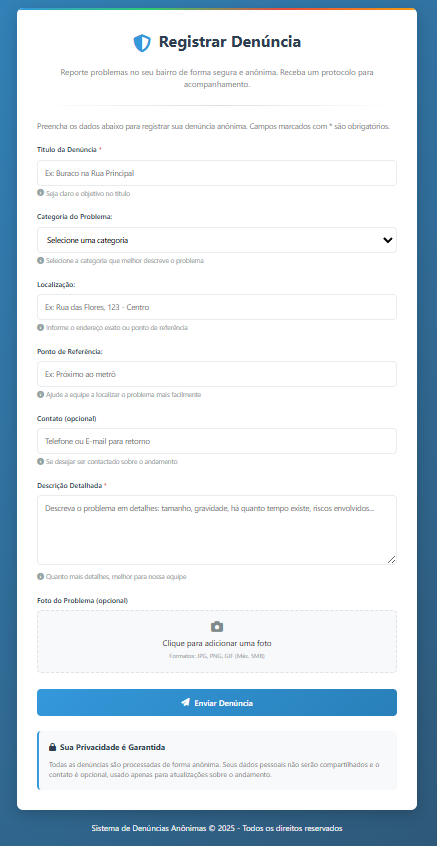 Registrar Denúncia
Reporte problemas no seu bairro de forma segura e anônima. Receba um protocolo para
acompanhamento.
Preencha os dados abaixo para registrar sua denúncia anônima. Campos marcados com * são obrigatórios.
Título da Denúncia *
Ex: Buraco na Rua Principal
Seja claro e objetivo no título
Categoria do Problema:
Selecione uma categoria
Selecione a categoria que melhor descreve o problema
Localização:
Ex: Rua das Flores, 123 - Centro
Informe o endereço exato ou ponto de referência
Ponto de Referência:
Ex: Próximo ao metrô
Ajude a equipe a localizar o problema mais facilmente
Contato (opcional)
Telefone ou E-mail para retorno
Se desejar ser contactado sobre o andamento
Descrição Detalhada *
Descreva o problema em detalhes: tamanho, gravidade, há quanto tempo existe, riscos envolvidos...
Quanto mais detalhes, melhor para nossa equipe
Foto do Problema (opcional)
Clique para adicionar uma foto
Formatos: JPG, PNG, GIF (Máx. 5MB)
Enviar Denúncia
Sua Privacidade é Garantida
Todas as denúncias são processadas de forma anônima. Seus dados pessoais não serão compartilhados e o
contato é opcional, usado apenas para atualizações sobre o andamento.
Sistema de Denúncias Anônimas © 2025 - Todos os direitos reservados